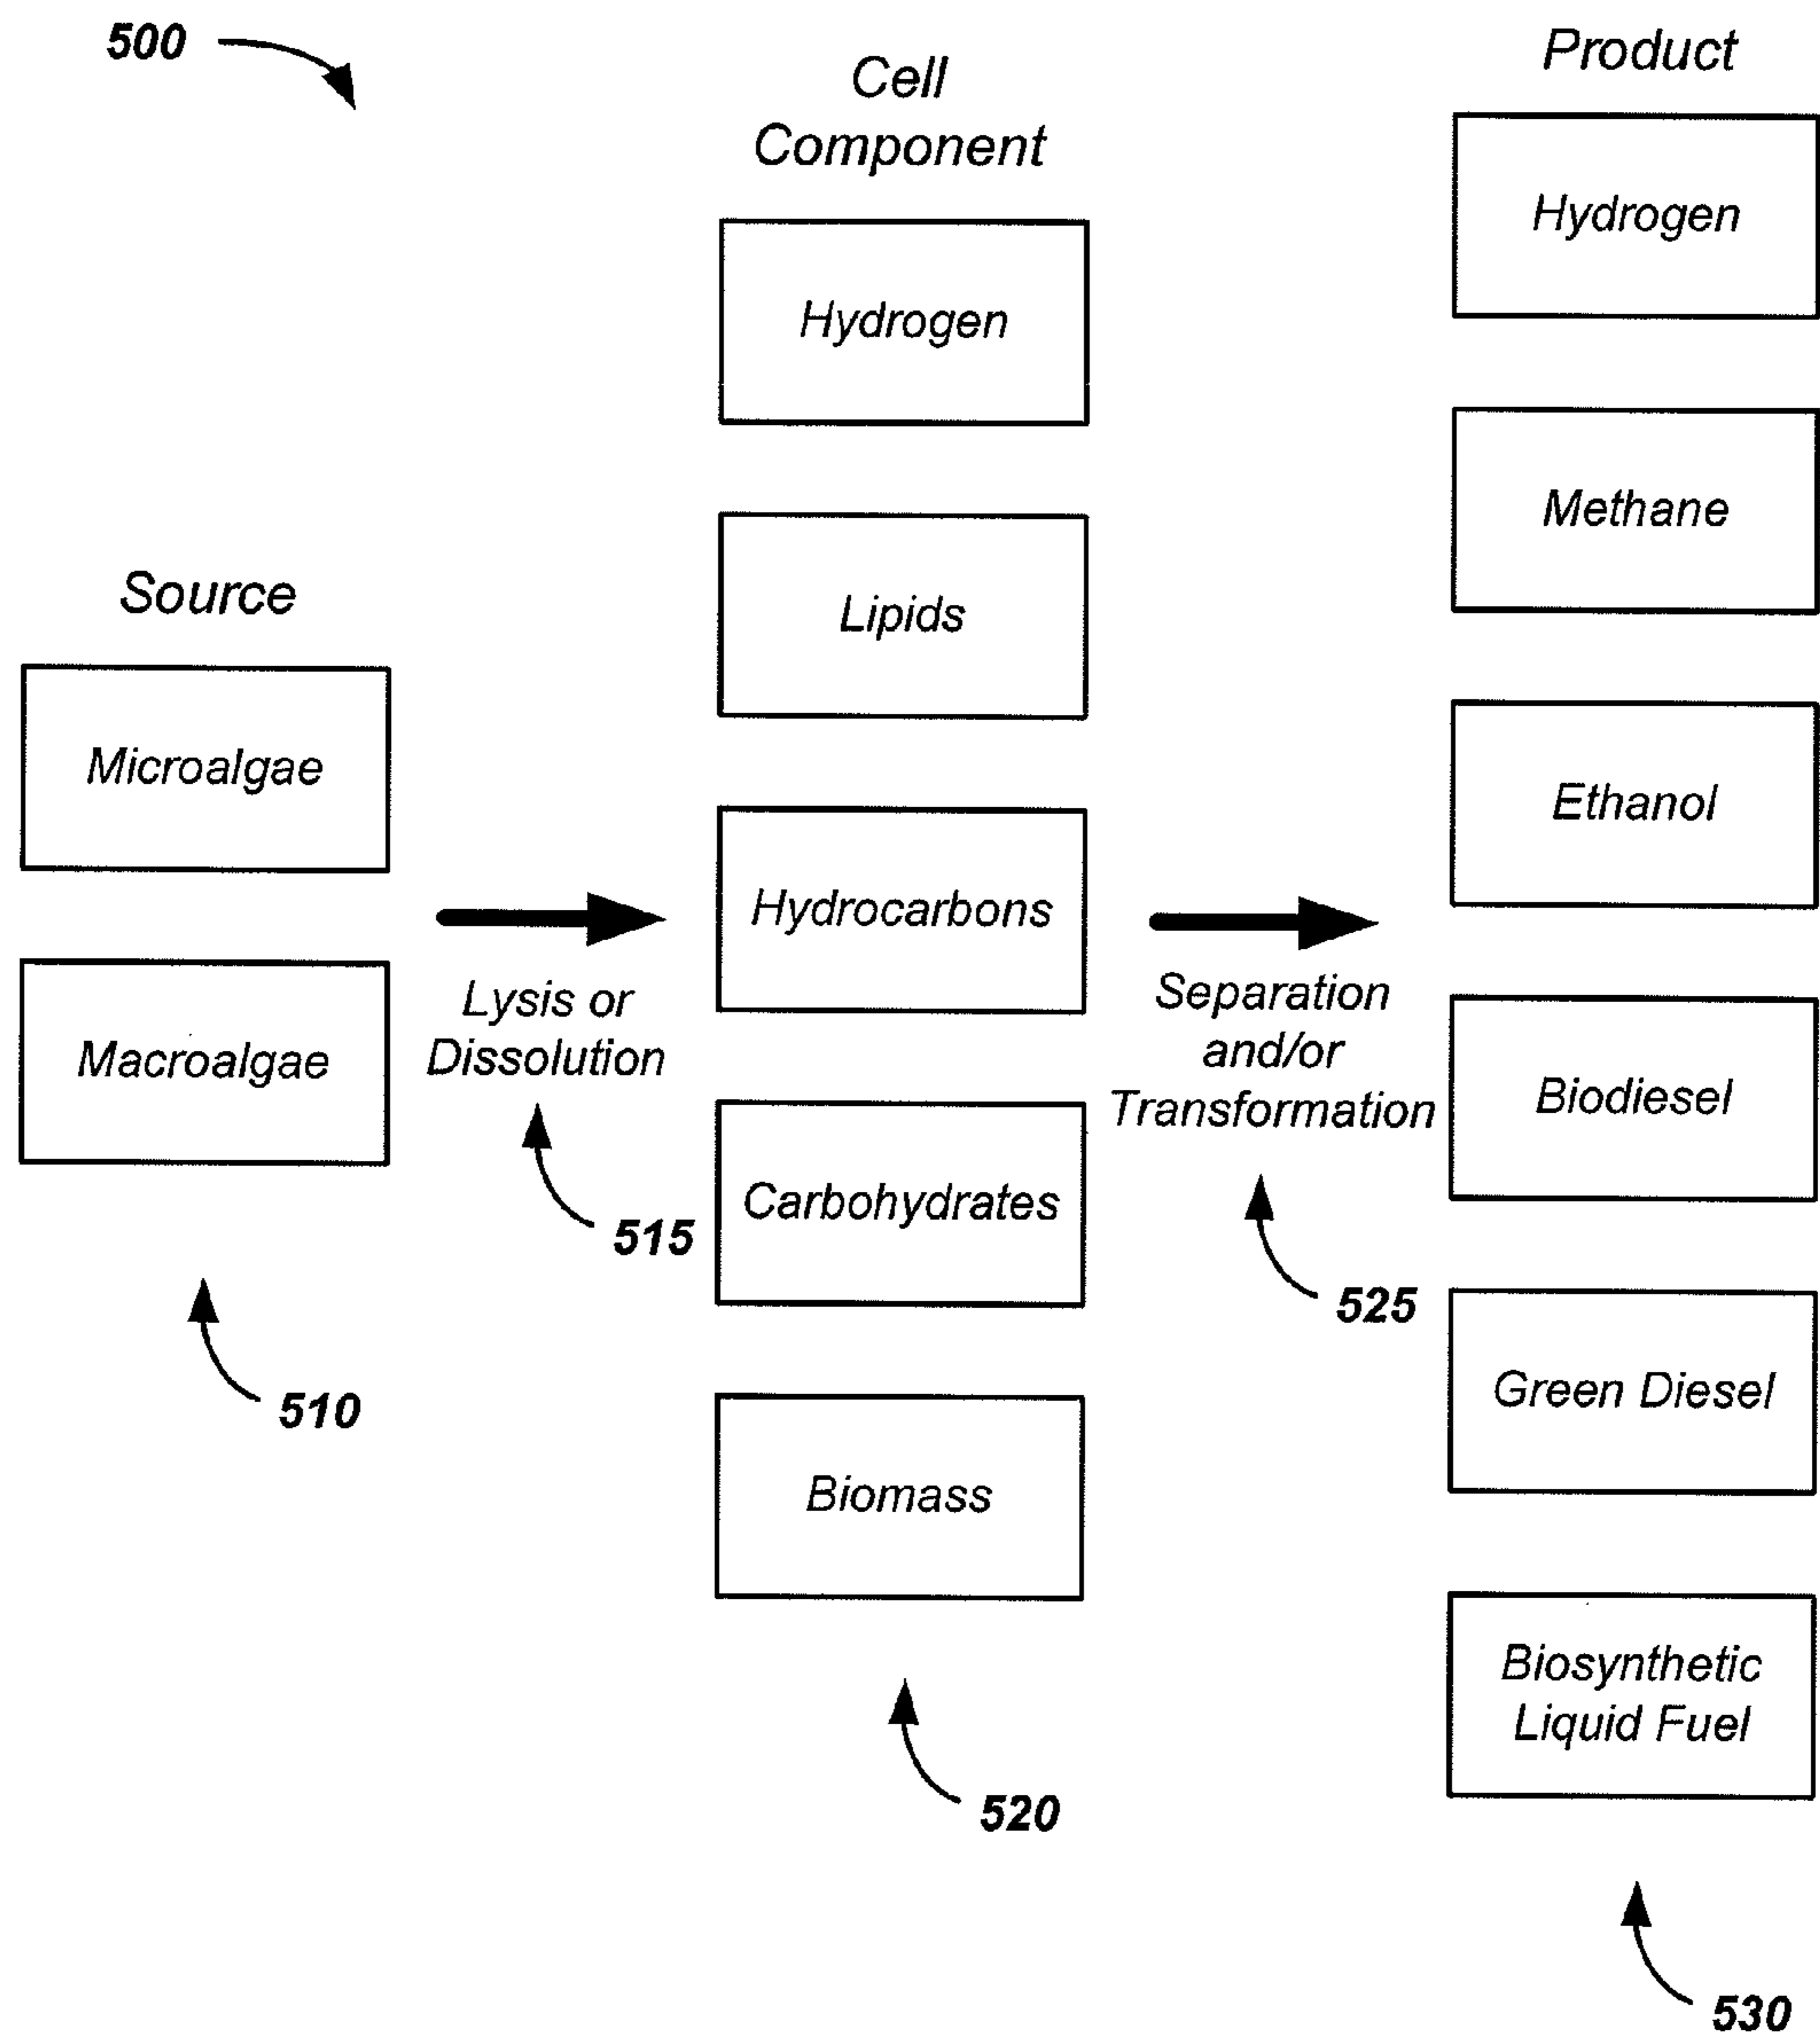 500
Source
Microalgae
Macroalgae
510
Lysis or
Dissolution
515
Cell
Component
Hydrogen
Lipids
Hydrocarbons
Carbohydrates
Biomass
520
Separation
and/or
Transformation
525
Product
Hydrogen
Methane
Ethanol
Biodiesel
Green Diesel
Biosynthetic
Liquid Fuel
530